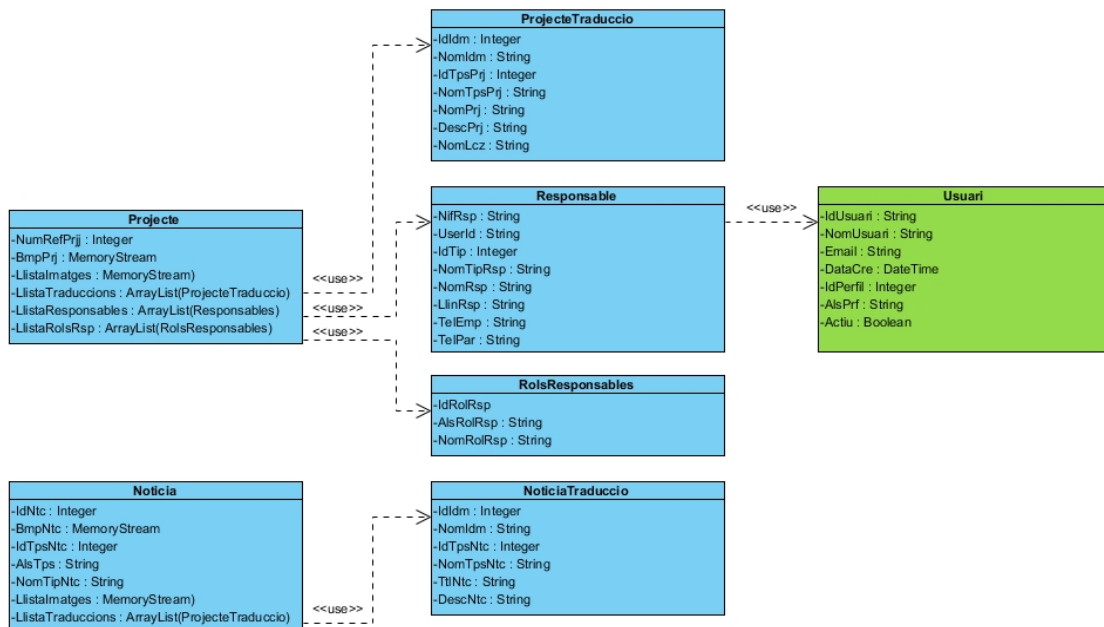 ProjecteTraduccio
-IdIdm : Integer
-NomIdm : String
-IdTpsPrj : Integer
-NomTpsPrj : String
-NomPrj : String
-DescPrj : String
-NomLcz : String
Projecte
-NumRefPrjj : Integer
-BmpPrj : MemoryStream
-LlistaImatges : MemoryStream)
-LlistaTraduccions : ArrayList(ProjecteTraduccio)
-LlistaResponsables : ArrayList(Responsables)
-LlistaRolsRsp : ArrayList(RolsResponsables)
<<use>>
<<use>>
<<use>>
Responsable
-NifRsp : String
-UserId : String
-IdTip : Integer
-NomTipRsp : String
-NomRsp : String
-LlinRsp : String
-TelEmp : String
-TelPar : String
<<use>>
Usuari
-IdUsuari : String
-NomUsuari : String
-Email : String
-DataCre : DateTime
-IdPerfil : Integer
-AlsPrf : String
-Actiu : Boolean
RolsResponsables
-IdRolRsp
-AlsRolRsp : String
-NomRolRsp : String
Noticia
-IdNtc : Integer
-BmpNtc : MemoryStream
-IdTpsNtc : Integer
-AlsTps : String
-NomTipNtc : String
-LlistaImatges : MemoryStream)
-LlistaTraduccions : ArrayList(ProjecteTraduccio)
<<use>>
NoticiaTraduccio
-IdIdm : Integer
-NomIdm : String
-IdTpsNtc : Integer
-NomTpsNtc : String
-TtlNtc : String
-DescNtc : String